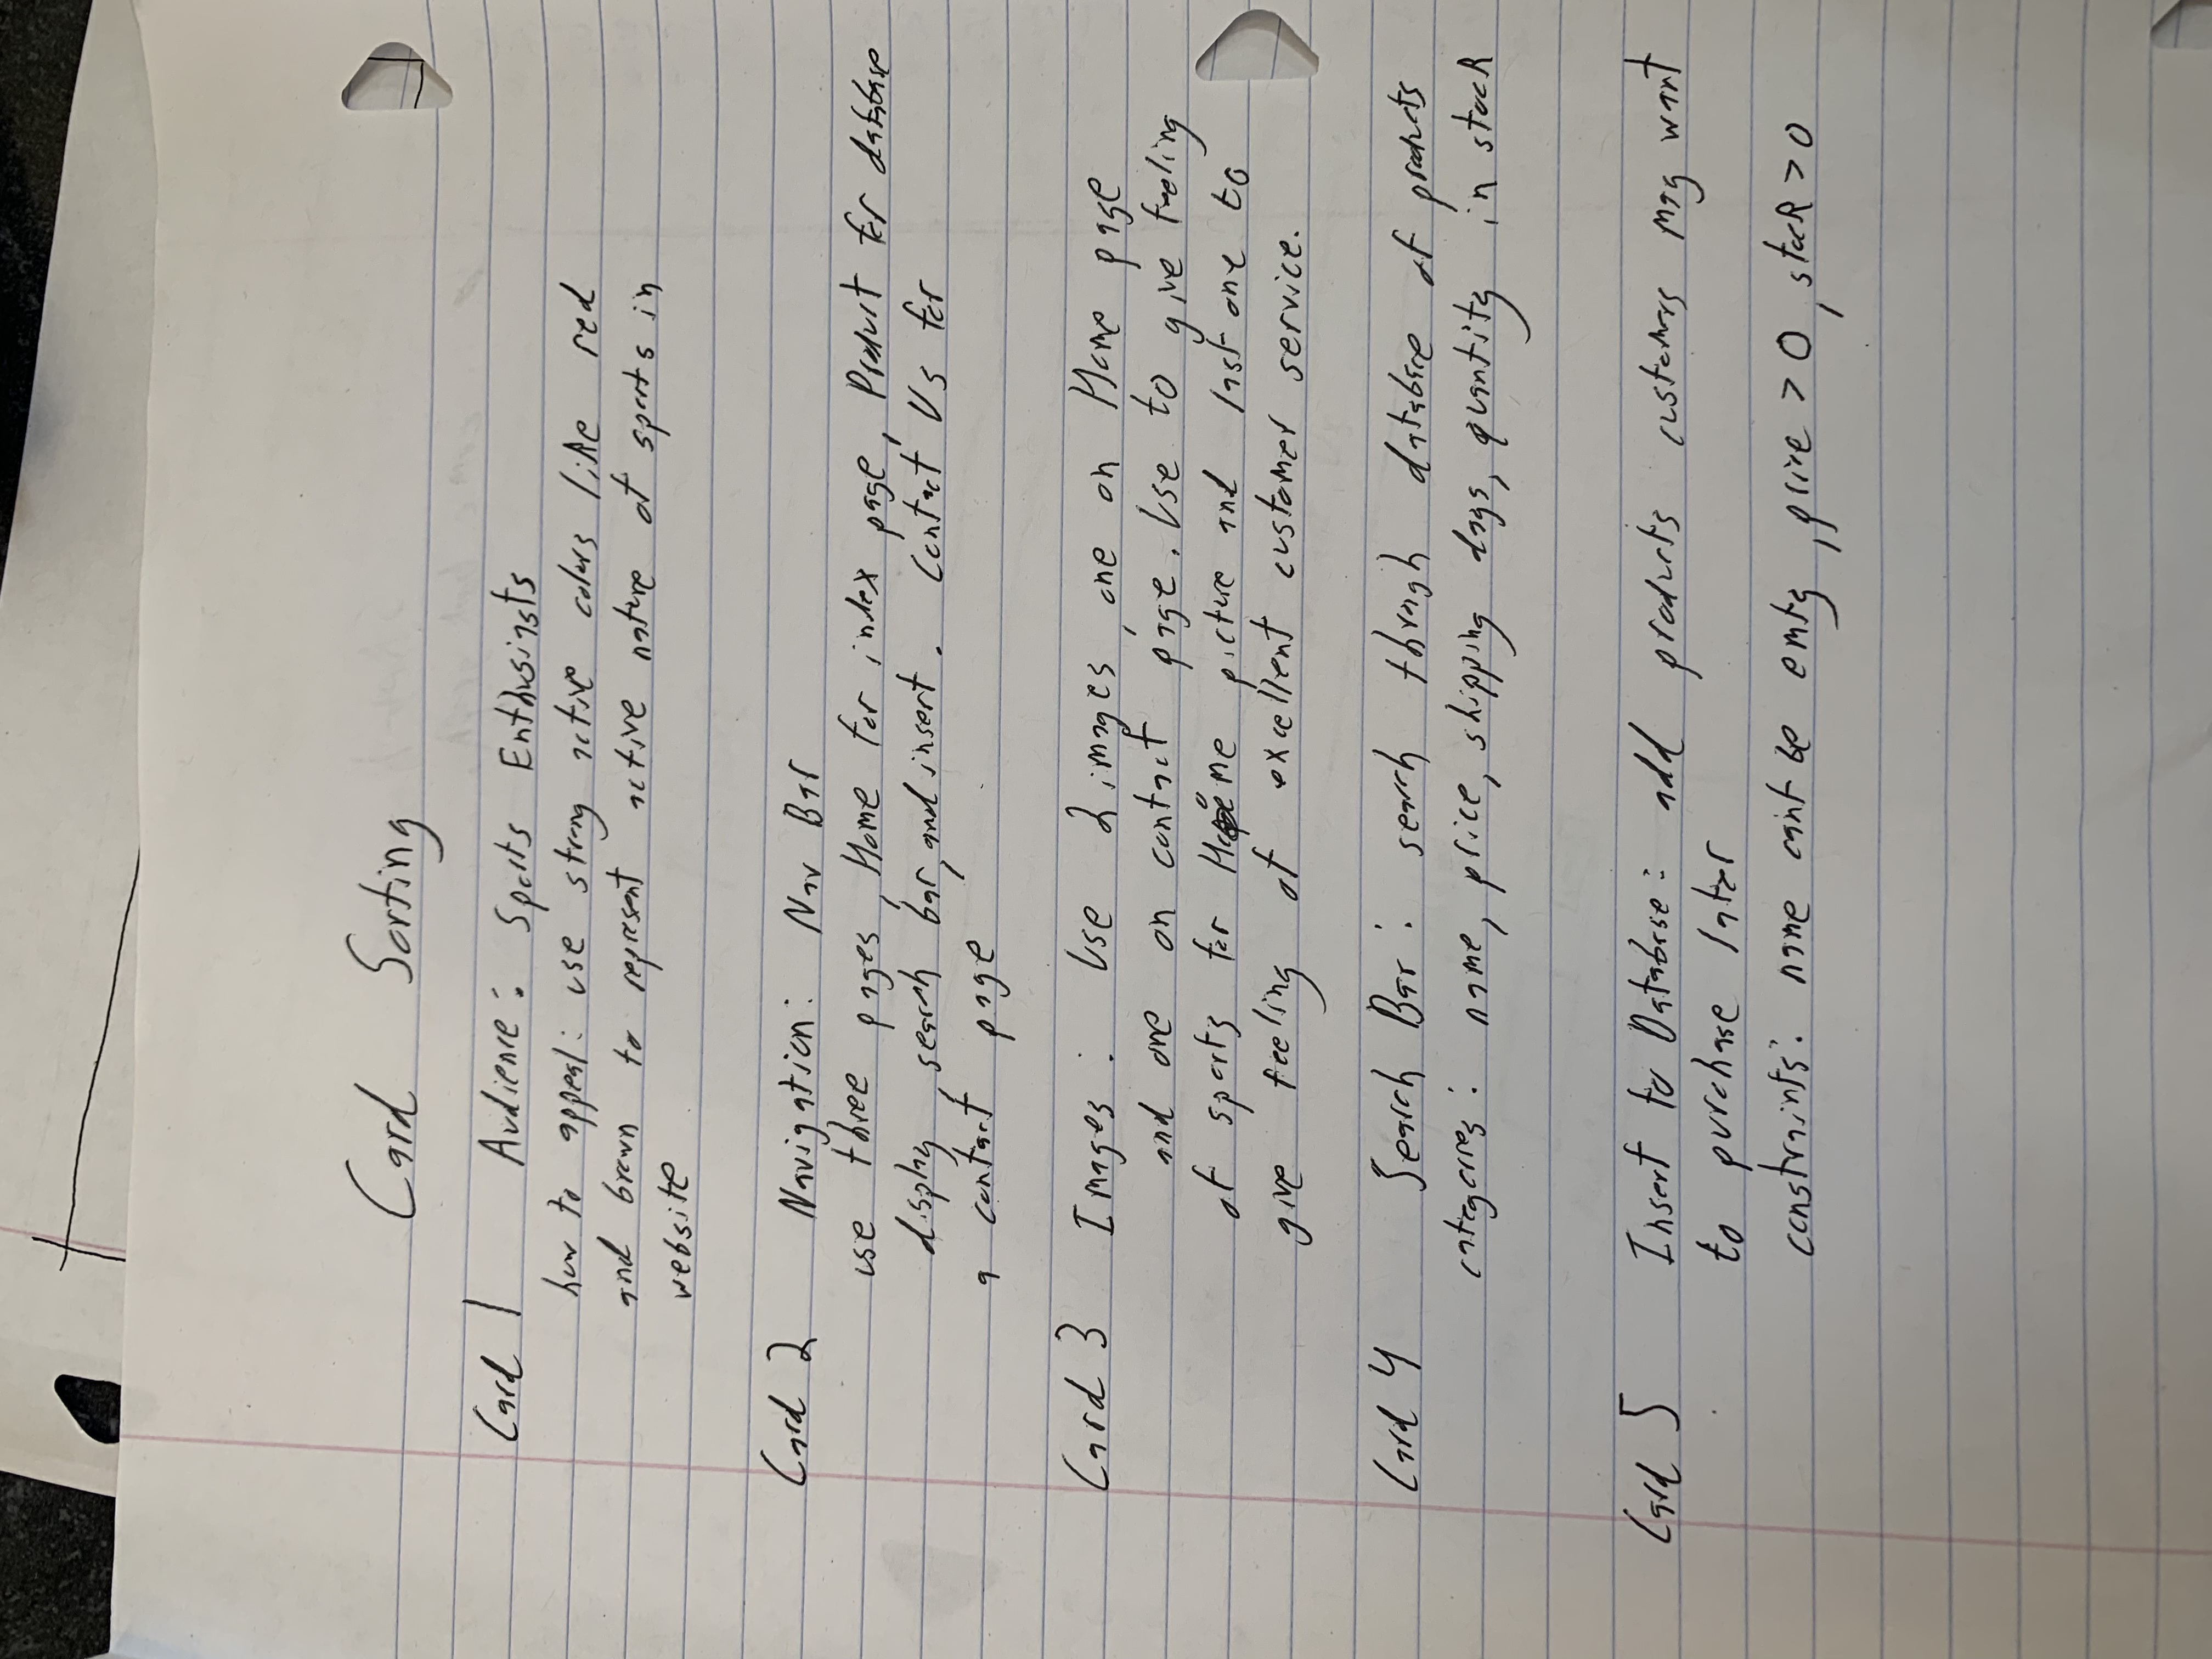 Card Sorting
Card 1 Audience: Sports Enthusiasts
how to appeal: use strong active colors like red
and brown to represent active nature of sports in
website
Card 2 Navigation: Nav Bar
use three pages, Home for index page, Product for database
display, search bar, and insert. Contact Us for
a contact page
Card 3 Images: Use 2 images, one on Home page
and one on contact page. Use to give feeling
of sports for Home picture and last one to
give feeling of excellent customer service.
Card 4 Search Bar: search through database of products
categories: name, price, shipping days, quantity in stock
Card 5 Insert to Database: add products customers may want
to purchase later
constraints: name cant be emty, price > 0, stock > 0